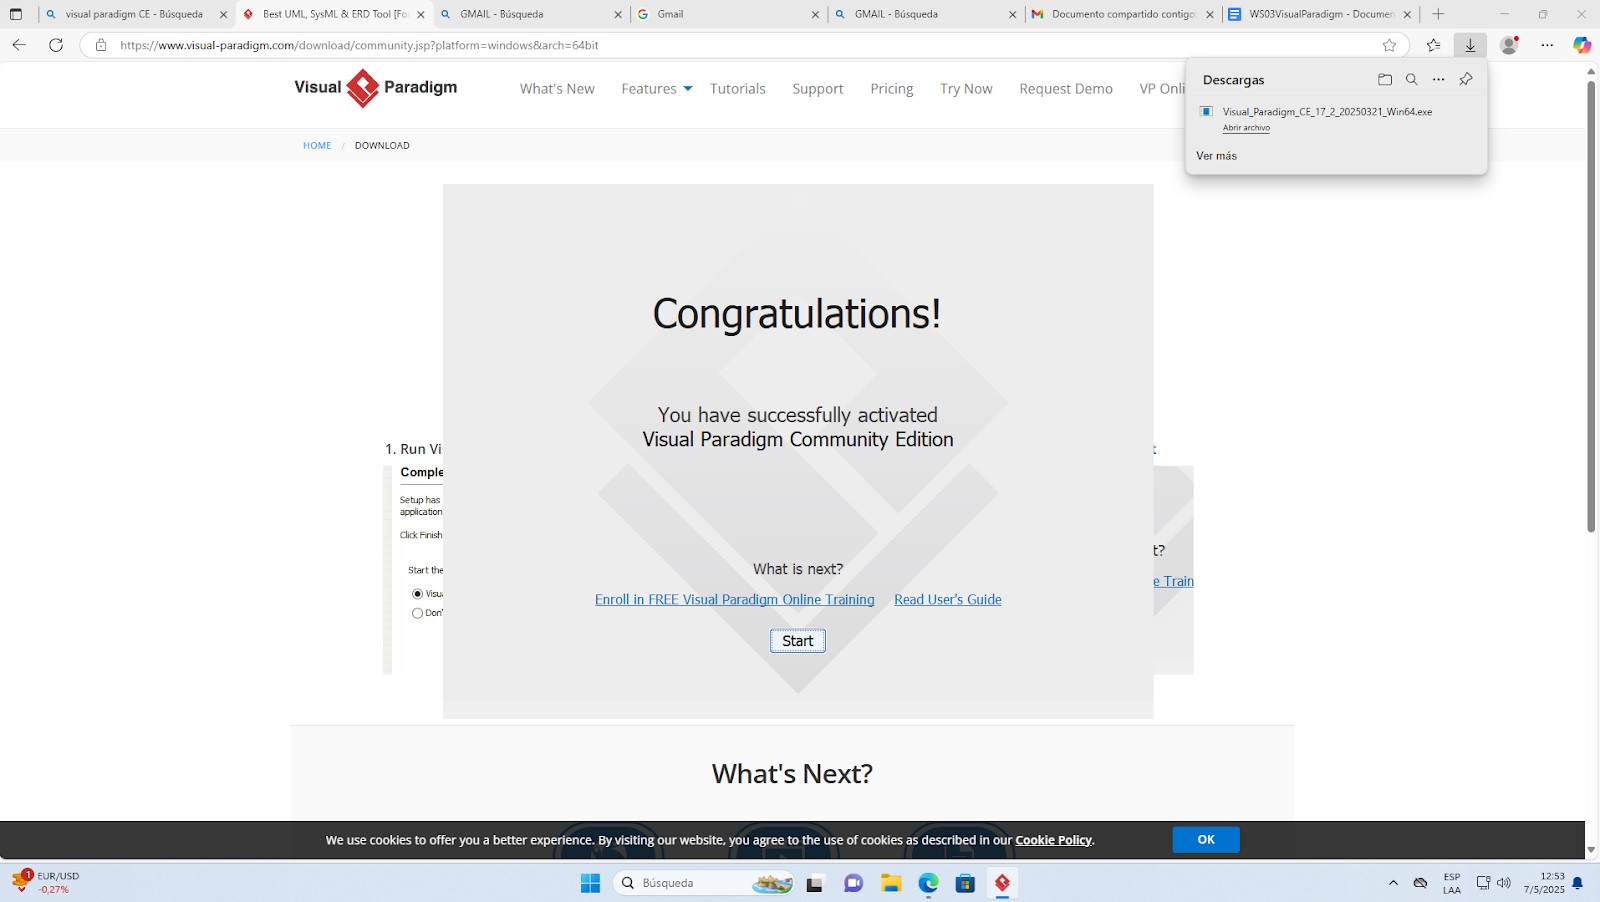 visual paradigm CE - Búsqueda
Best UML, SysML & ERD Tool [Fo
GMAIL - Búsqueda
Gmail
GMAIL - Búsqueda
Documento compartido contigo:
WS03VisualParadigm - Documen
https://www.visual-paradigm.com/download/community.jsp?platform=windows&arch=64bit
Visual Paradigm
What's New
Features
Tutorials
Support
Pricing
Try Now
Request Demo
VP Onli
Descargas
Visual_Paradigm_CE_17_2_20250321_Win64.exe
Abrir archivo
Ver más
HOME / DOWNLOAD
Congratulations!
You have successfully activated
Visual Paradigm Community Edition
1. Run Vi
Comple
Setup has
application
Click Finish
Start the
Visua
Don'
t
t?
e Train
What is next?
Enroll in FREE Visual Paradigm Online Training
Read User's Guide
Start
What's Next?
We use cookies to offer you a better experience. By visiting our website, you agree to the use of cookies as described in our Cookie Policy.
OK
1
EUR/USD
-0,27%
Búsqueda
ESP
LAA
12:53
7/5/2025